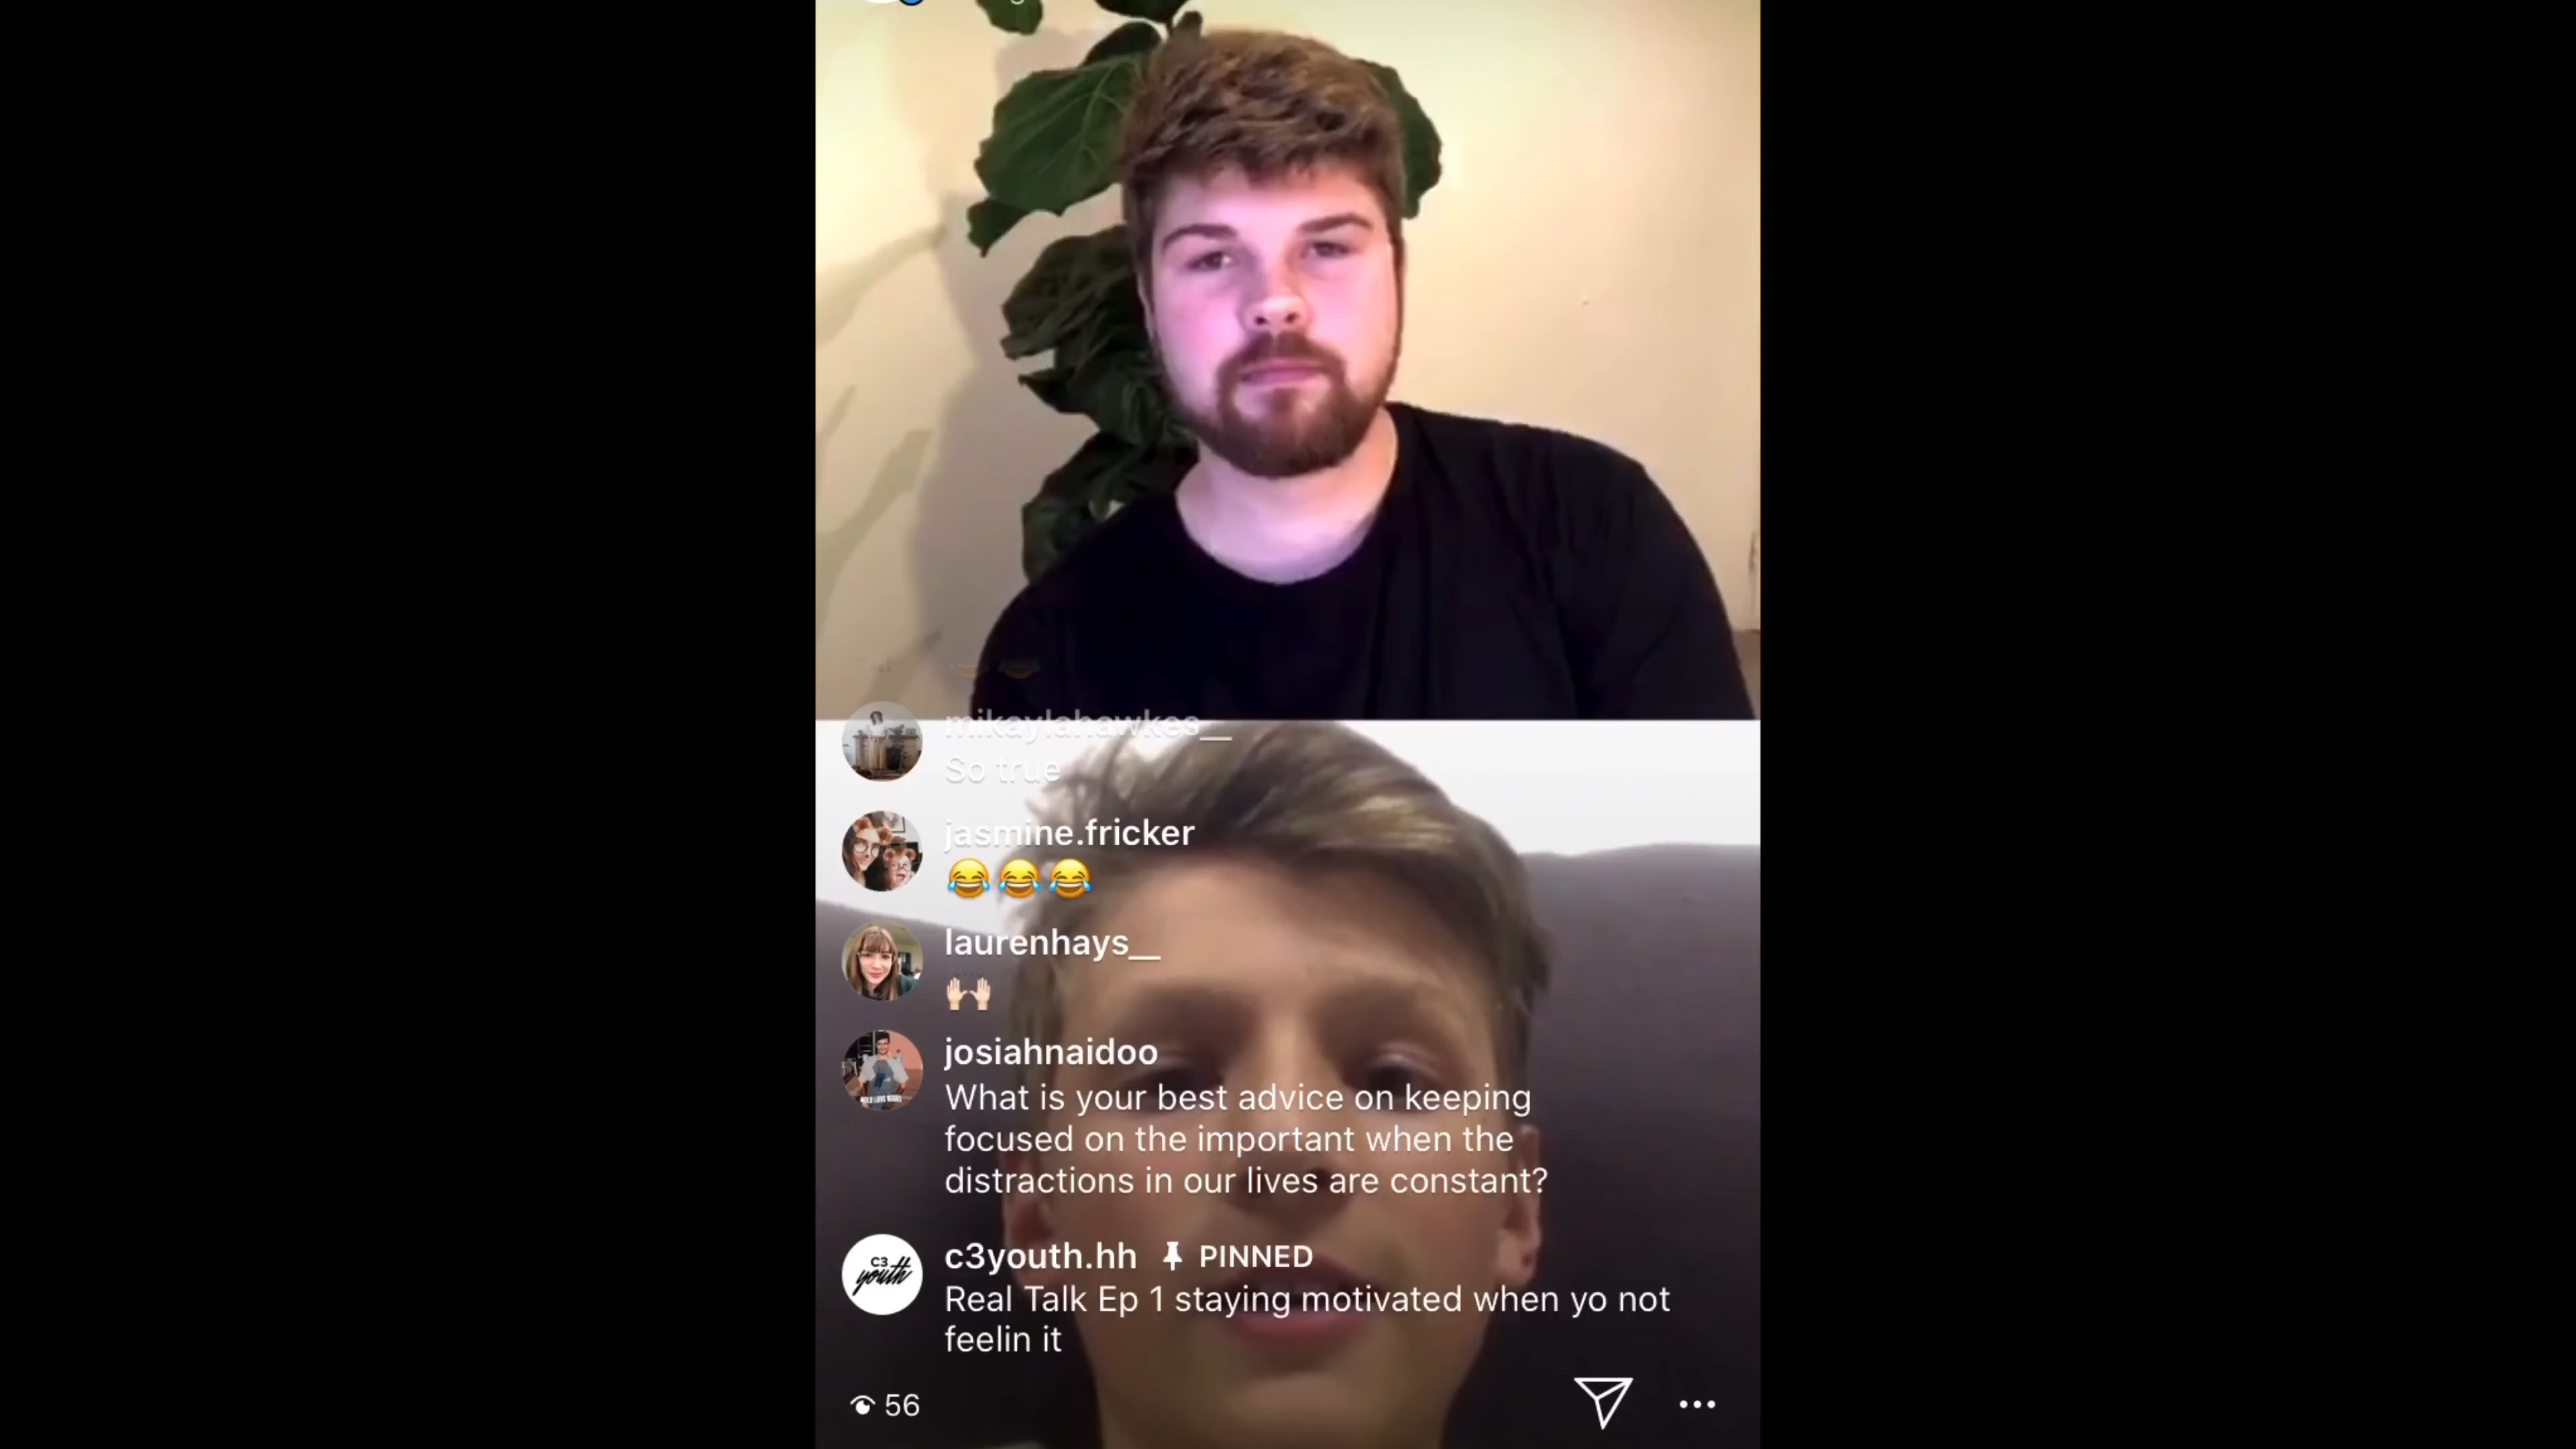 mikaylahawkes__
So true
jasmine.fricker
😂😂😂
laurenhays__
🙌🏻
josiahnaidoo
What is your best advice on keeping
focused on the important when the
distractions in our lives are constant?
C3
youth
c3youth.hh PINNED
Real Talk Ep 1 staying motivated when yo not
feelin it
56